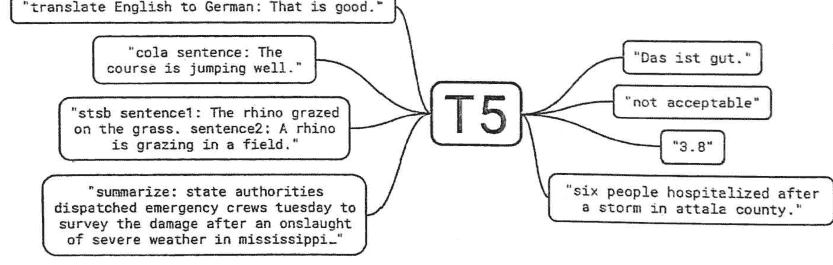 "translate English to German: That is good."
"cola sentence: The
course is jumping well."
"stsb sentence1: The rhino grazed
on the grass. sentence2: A rhino
is grazing in a field."
"summarize: state authorities
dispatched emergency crews tuesday to
survey the damage after an onslaught
of severe weather in mississippi…"
T5
"Das ist gut."
"not acceptable"
"3.8"
"six people hospitalized after
a storm in attala county."